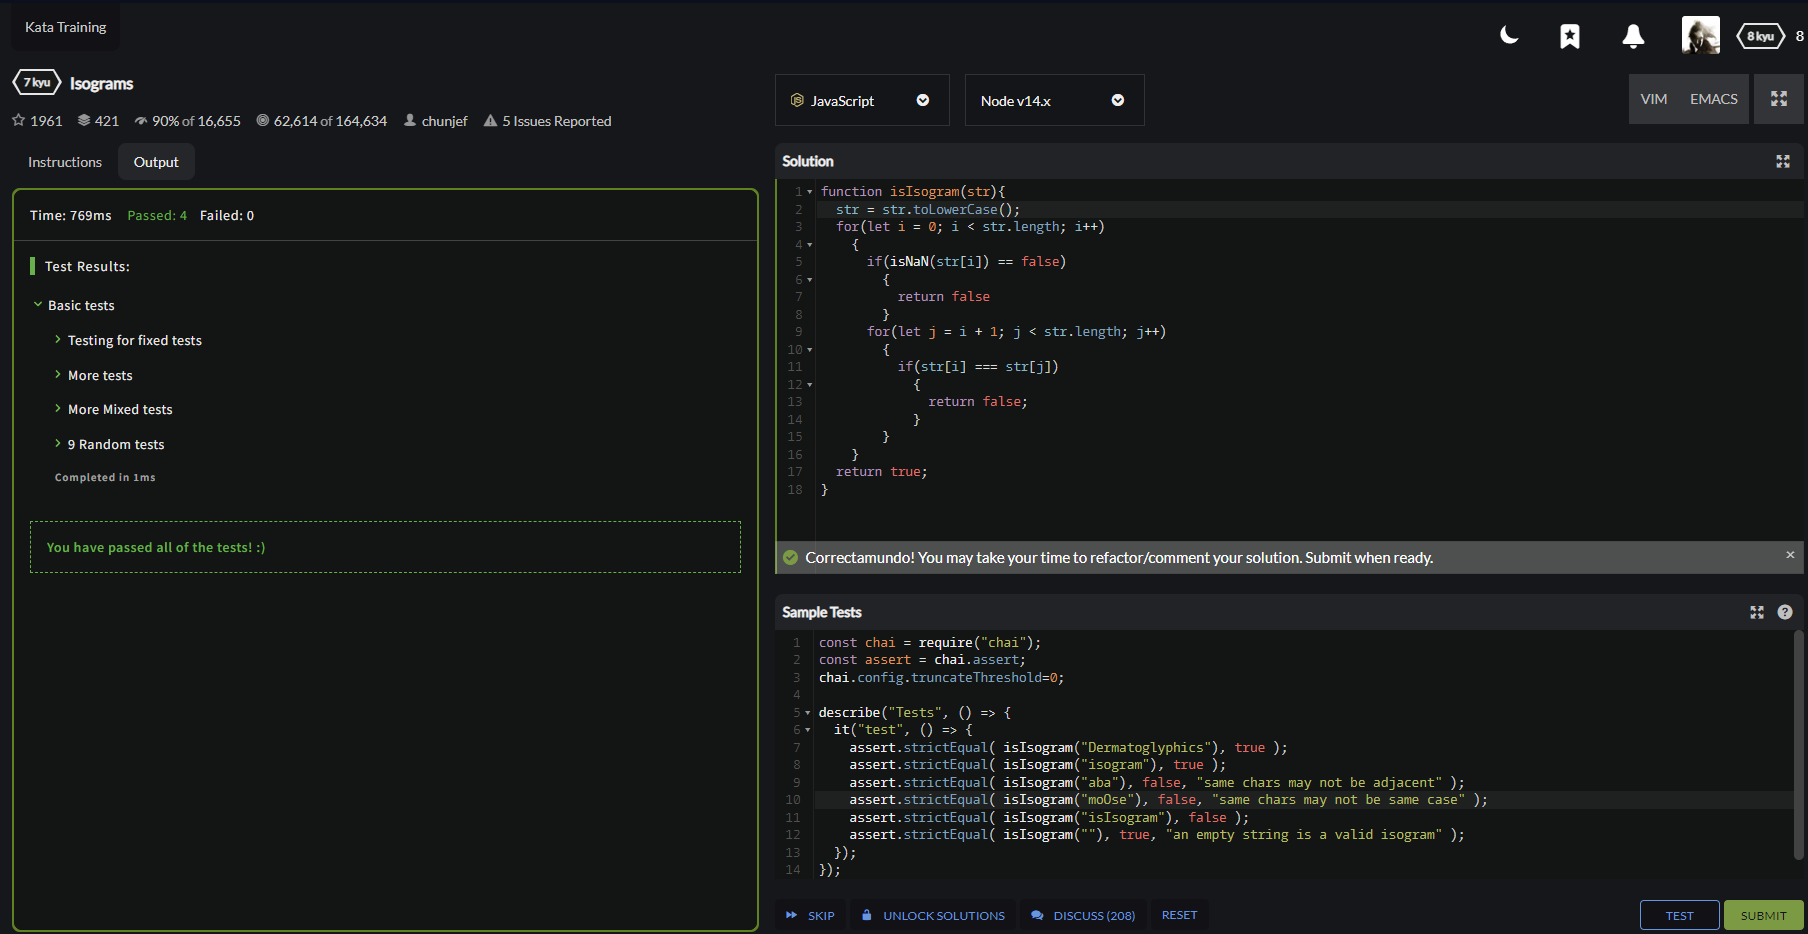 Kata Training
8 kyu
8
7 kyu
Isograms
1961
421
90% of 16,655
62,614 of 164,634
chunjef
5 Issues Reported
Instructions
Output
Time: 769ms
Passed: 4
Failed: 0
Test Results:
Basic tests
Testing for fixed tests
More tests
More Mixed tests
9 Random tests
Completed in 1ms
You have passed all of the tests! :)
JavaScript
Node v14.x
VIM
EMACS
Solution
1 function isIsogram(str){
2 str = str.toLowerCase();
3 for(let i = 0; i < str.length; i++)
4 {
5 if(isNaN(str[i]) == false)
6 {
7 return false
8 }
9 for(let j = i + 1; j < str.length; j++)
10 {
11 if(str[i] === str[j])
12 {
13 return false;
14 }
15 }
16 }
17 return true;
18 }
Correctamundo! You may take your time to refactor/comment your solution. Submit when ready.
Sample Tests
1 const chai = require("chai");
2 const assert = chai.assert;
3 chai.config.truncateThreshold=0;
4
5 describe("Tests", () => {
6 it("test", () => {
7 assert.strictEqual( isIsogram("Dermatoglyphics"), true );
8 assert.strictEqual( isIsogram("isogram"), true );
9 assert.strictEqual( isIsogram("aba"), false, "same chars may not be adjacent" );
10 assert.strictEqual( isIsogram("moOse"), false, "same chars may not be same case" );
11 assert.strictEqual( isIsogram("isIsogram"), false );
12 assert.strictEqual( isIsogram(""), true, "an empty string is a valid isogram" );
13 });
14 });
SKIP
UNLOCK SOLUTIONS
DISCUSS (208)
RESET
TEST
SUBMIT